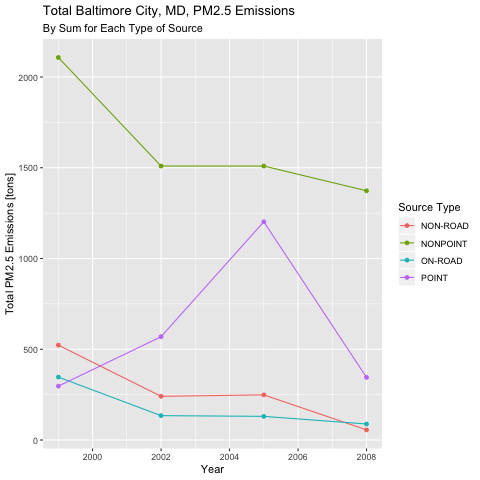 Total Baltimore City, MD, PM2.5 Emissions
By Sum for Each Type of Source
Total PM2.5 Emissions [tons]
2000
1500
1000
500
0
2000
2002
2004
2006
2008
Year
Source Type
NON-ROAD
NONPOINT
ON-ROAD
POINT